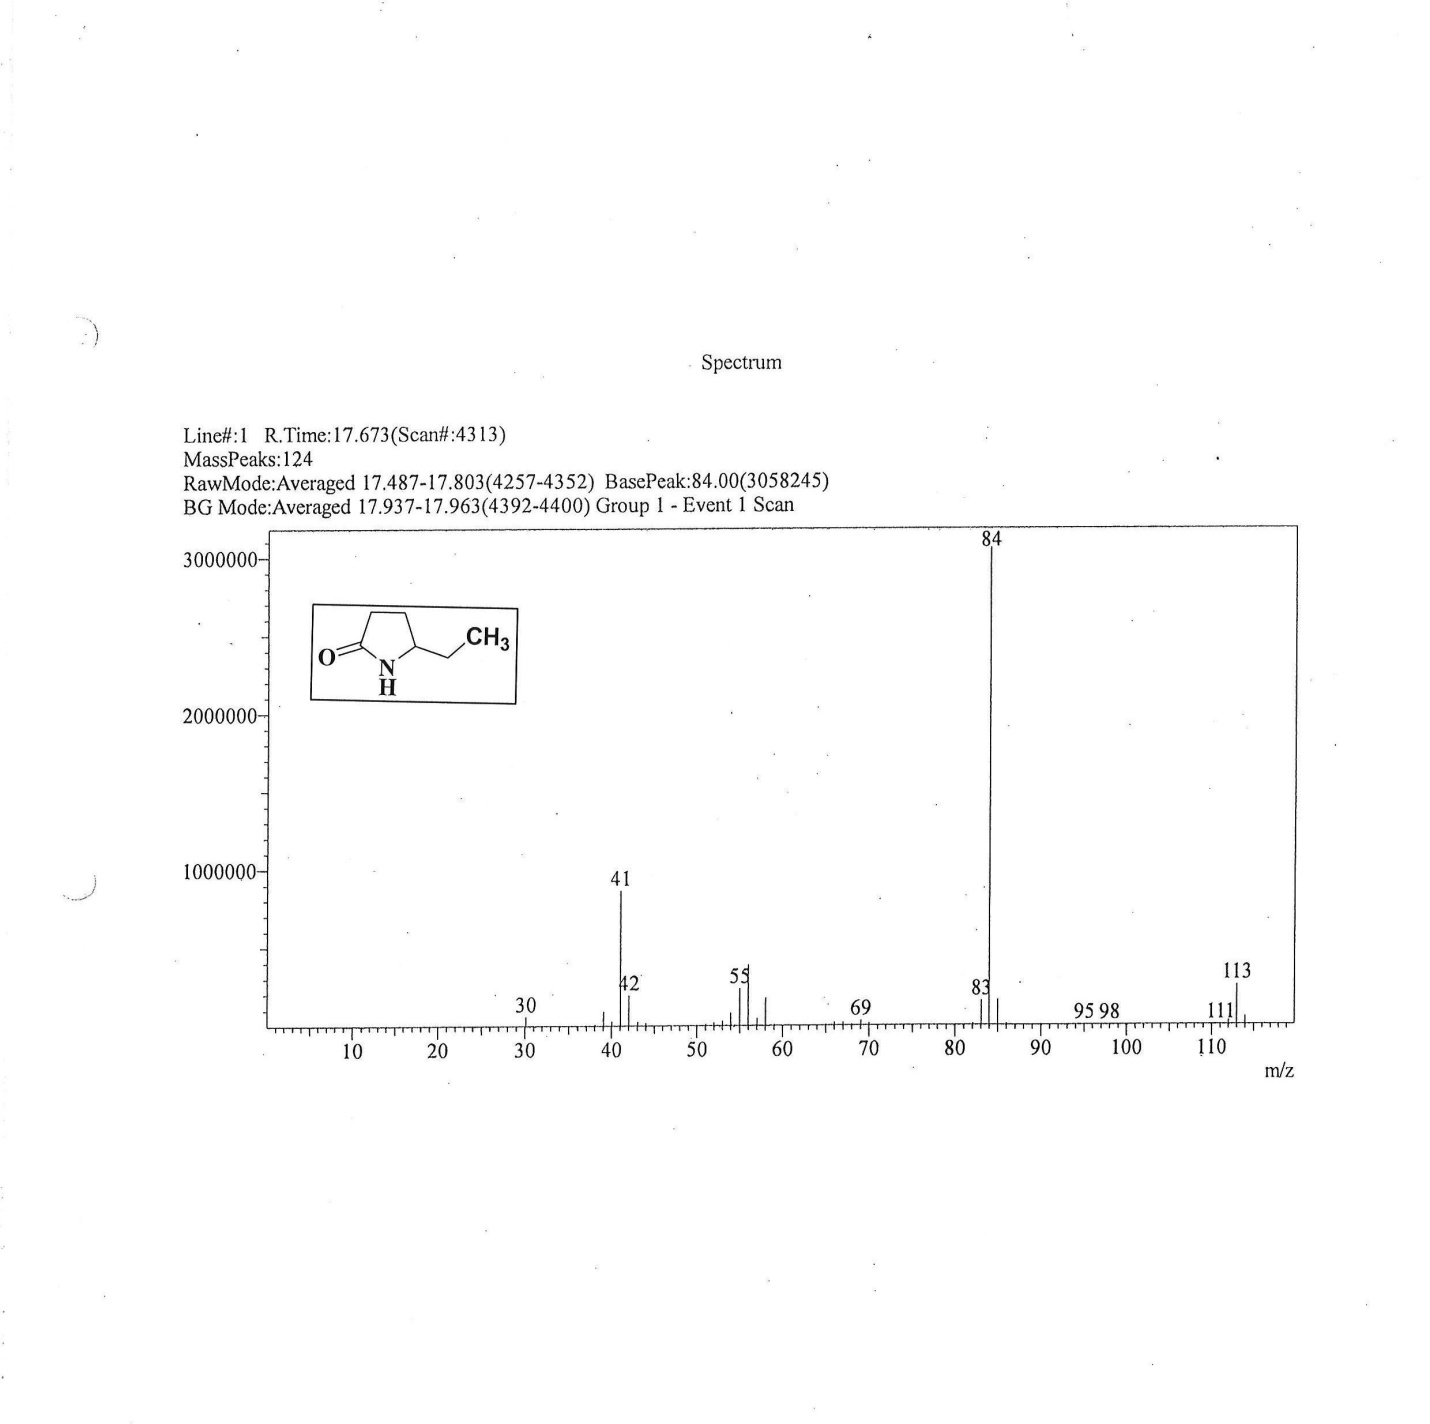 Spectrum
Line#:1 R.Time:17.673(Scan#:4313)
MassPeaks:124
RawMode:Averaged 17.487-17.803(4257-4352) BasePeak:84.00(3058245)
BG Mode:Averaged 17.937-17.963(4392-4400) Group 1 - Event 1 Scan
84
3000000
CH3
O
N
H
2000000
1000000
41
113
55
42
83
30
69
95 98
111
10 20 30 40 50 60 70 80 90 100 110
m/z